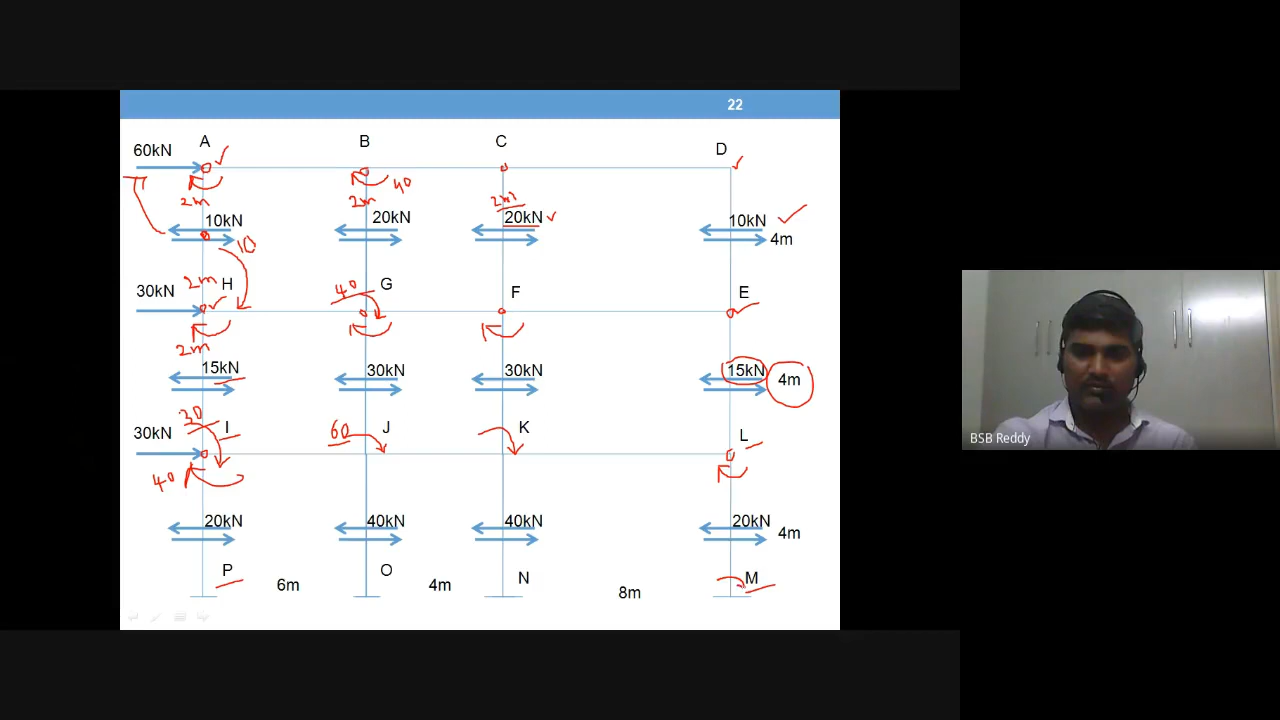 22
A B C D
60kN
40
2m 2m 2m
10kN 20kN 20kN 10kN
4m
10
2m H G F E
30kN 40
2m
15kN 30kN 30kN 15kN 4m
30
30kN I 60 J K L
40
20kN 40kN 40kN 20kN 4m
P O N M
6m 4m 8m
BSB Reddy